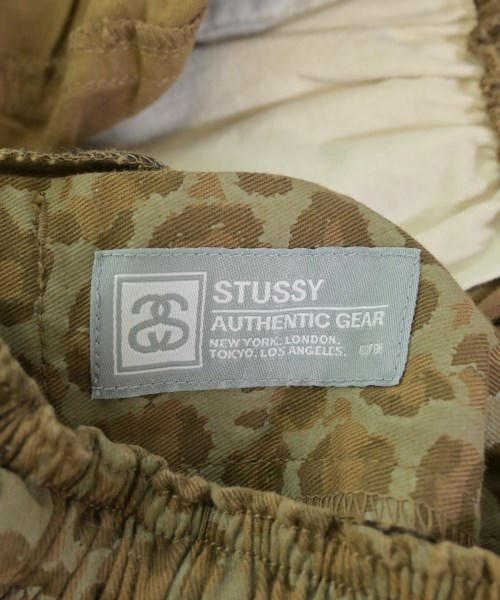 STUSSY
AUTHENTIC GEAR
NEW YORK. LONDON.
TOKYO. LOS ANGELES.